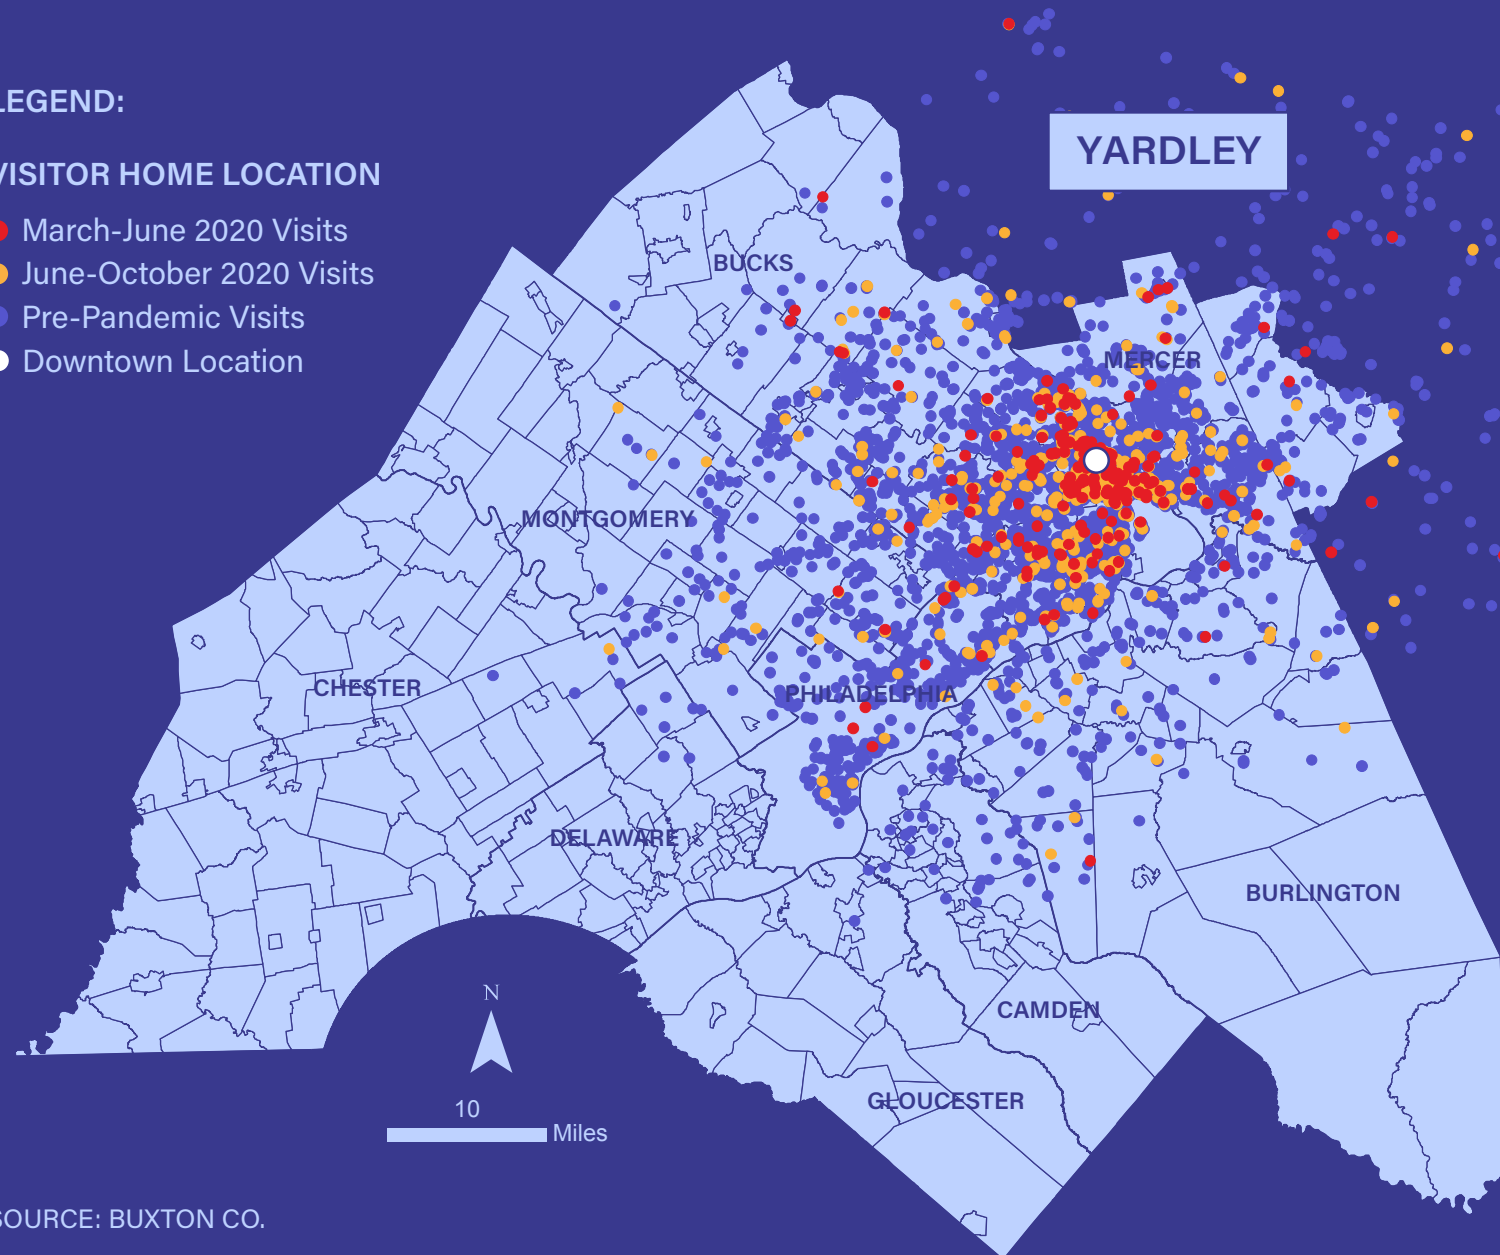 LEGEND:
VISITOR HOME LOCATION
March-June 2020 Visits
June-October 2020 Visits
Pre-Pandemic Visits
Downtown Location
YARDLEY
BUCKS
MERCER
MONTGOMERY
CHESTER
PHILADELPHIA
DELAWARE
BURLINGTON
CAMDEN
GLOUCESTER
N
10
Miles
SOURCE: BUXTON CO.